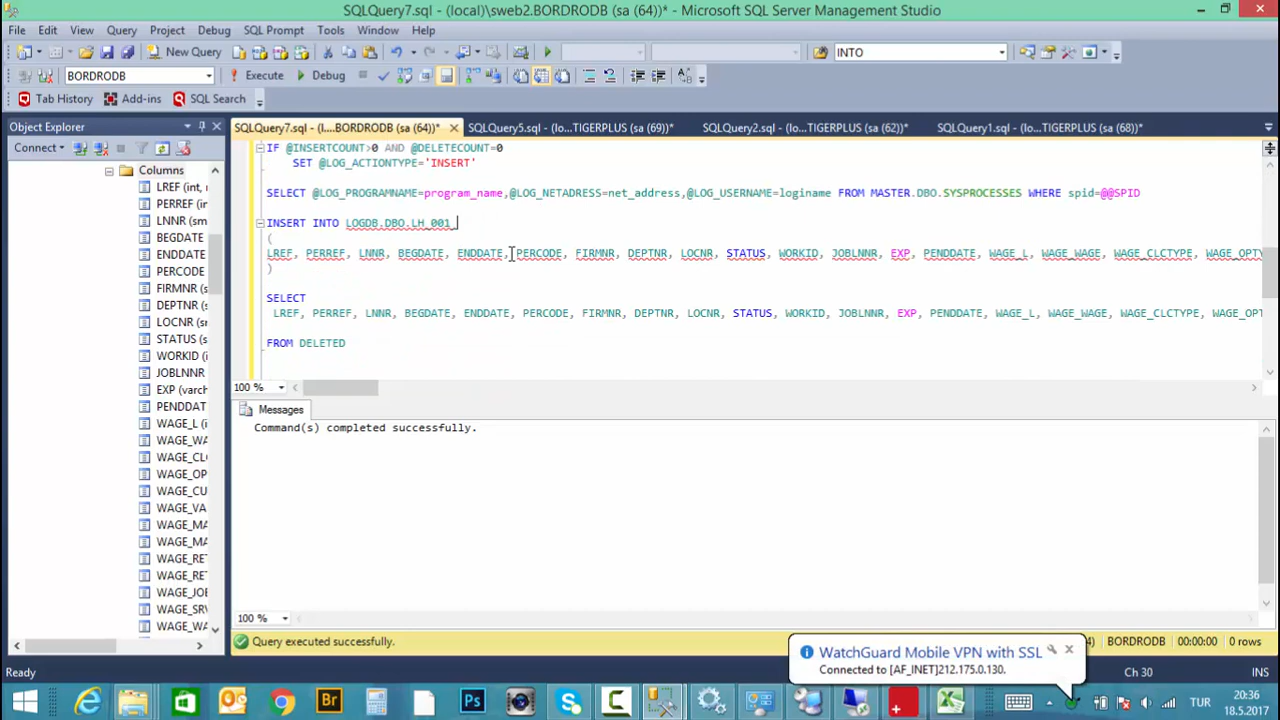 SQLQuery7.sql - (local)\sweb2.BORDRODB (sa (64))* - Microsoft SQL Server Management Studio
File Edit View Query Project Debug SQL Prompt Tools Window Help
New Query INTO
BORDRODB Execute Debug
Tab History Add-ins SQL Search
Object Explorer
SQLQuery7.sql - (l...BORDRODB (sa (64))* SQLQuery5.sql - (lo...TIGERPLUS (sa (69))* SQLQuery2.sql - (lo...TIGERPLUS (sa (62))* SQLQuery1.sql - (lo...TIGERPLUS (sa (68))*
Connect
Columns
LREF (int,
PERREF (i
LNNR (sm
BEGDATE
ENDDATE
PERCODE
FIRMNR (s
DEPTNR (s
LOCNR (sr
STATUS (s
WORKID (i
JOBLNNR
EXP (varch
PENDDAT
WAGE_L (i
WAGE_WA
WAGE_CL
WAGE_OP
WAGE_CU
WAGE_VA
WAGE_MA
WAGE_MA
WAGE_RET
WAGE_RET
WAGE_JO
WAGE_SRV
WAGE_WA
IF @INSERTCOUNT>0 AND @DELETECOUNT=0
SET @LOG_ACTIONTYPE='INSERT'
SELECT @LOG_PROGRAMNAME=program_name,@LOG_NETADRESS=net_address,@LOG_USERNAME=loginame FROM MASTER.DBO.SYSPROCESSES WHERE spid=@@SPID
INSERT INTO LOGDB.DBO.LH_001_
(
LREF, PERREF, LNNR, BEGDATE, ENDDATE, PERCODE, FIRMNR, DEPTNR, LOCNR, STATUS, WORKID, JOBLNNR, EXP, PENDDATE, WAGE_L, WAGE_WAGE, WAGE_CLCTYPE, WAGE_OPTY
)
SELECT
LREF, PERREF, LNNR, BEGDATE, ENDDATE, PERCODE, FIRMNR, DEPTNR, LOCNR, STATUS, WORKID, JOBLNNR, EXP, PENDDATE, WAGE_L, WAGE_WAGE, WAGE_CLCTYPE, WAGE_OPT
FROM DELETED
100 %
Messages
Command(s) completed successfully.
100 %
Query executed successfully. BORDRODB 00:00:00 0 rows
WatchGuard Mobile VPN with SSL
Connected to [AF_INET]212.175.0.130.
Ready Ch 30 INS
Br Ps TUR 20:36
18.5.2017